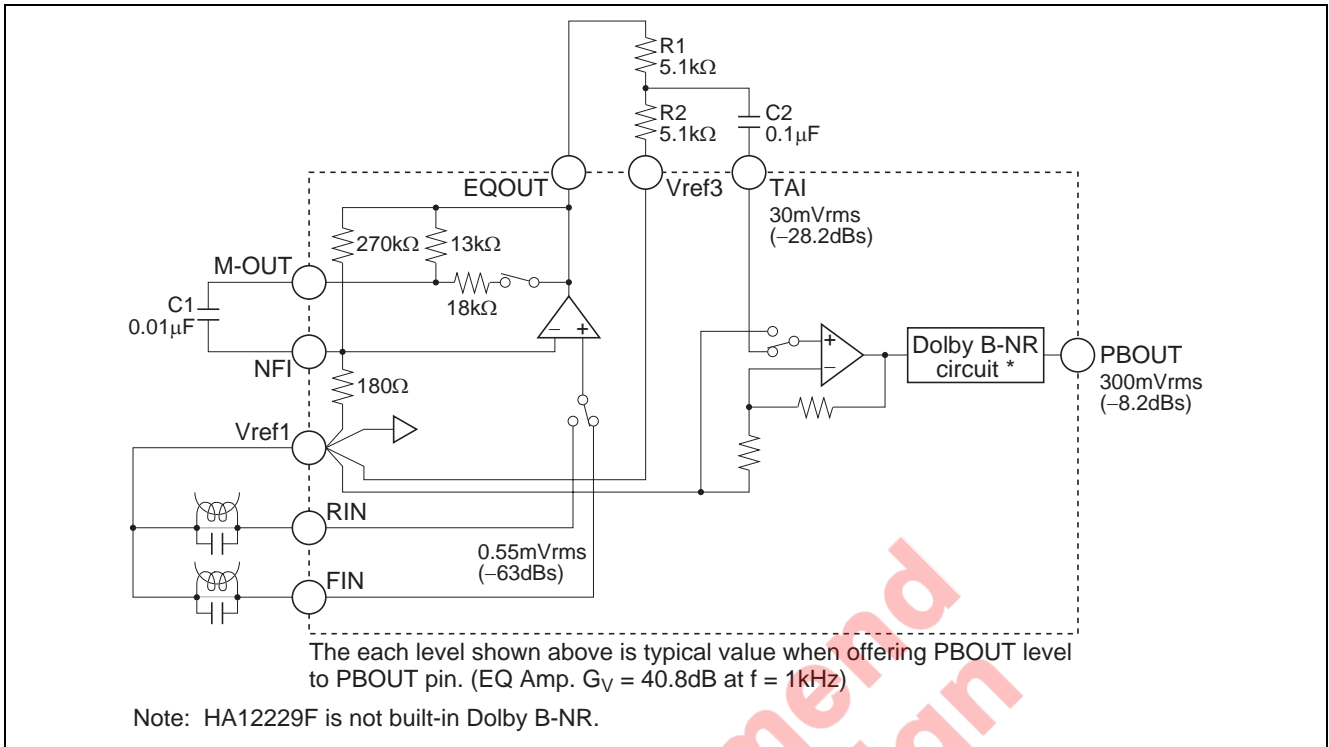 R1
5.1kΩ
R2
5.1kΩ
C2
0.1μF
EQOUT
Vref3
TAI
30mVrms
(−28.2dBs)
270kΩ
13kΩ
M-OUT
18kΩ
C1
0.01μF
− +
NFI
180Ω
+
−
Dolby B-NR
circuit *
PBOUT
300mVrms
(−8.2dBs)
Vref1
RIN
0.55mVrms
(−63dBs)
FIN
The each level shown above is typical value when offering PBOUT level
to PBOUT pin. (EQ Amp. GV = 40.8dB at f = 1kHz)
Note: HA12229F is not built-in Dolby B-NR.
mend
ign